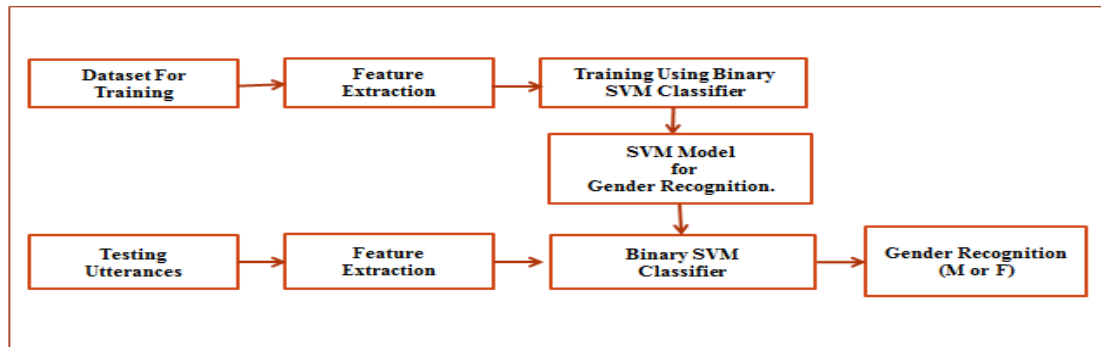 Dataset For
Training
Feature
Extraction
Training Using Binary
SVM Classifier
SVM Model
for
Gender Recognition.
Testing
Utterances
Feature
Extraction
Binary SVM
Classifier
Gender Recognition
(M or F)